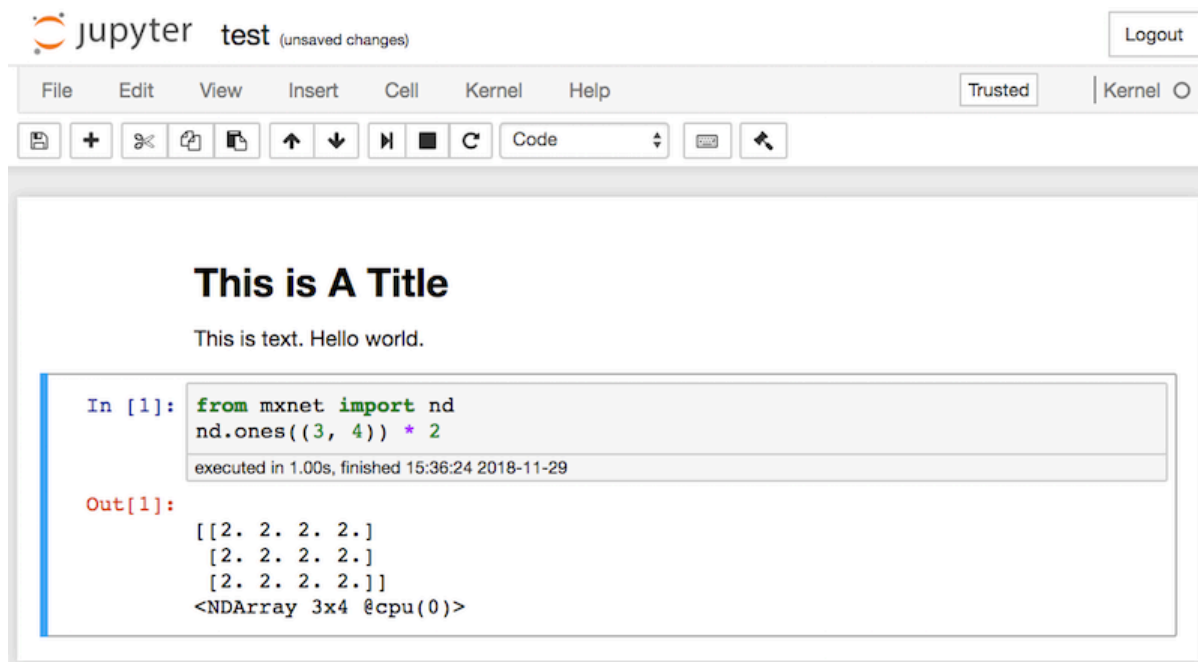 jupyter test (unsaved changes) Logout
File Edit View Insert Cell Kernel Help Trusted Kernel
Code
This is A Title
This is text. Hello world.
In [1]: from mxnet import nd
nd.ones((3, 4)) * 2
executed in 1.00s, finished 15:36:24 2018-11-29
Out[1]:
[[2. 2. 2. 2.]
[2. 2. 2. 2.]
[2. 2. 2. 2.]]
<NDArray 3x4 @cpu(0)>